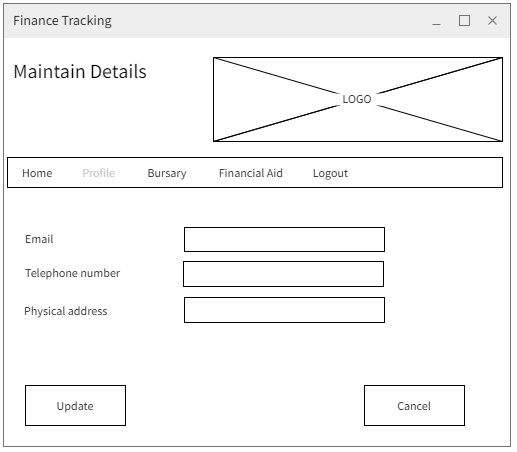 Finance Tracking
Maintain Details
LOGO
Home Profile Bursary Financial Aid Logout
Email
Telephone number
Physical address
Update Cancel